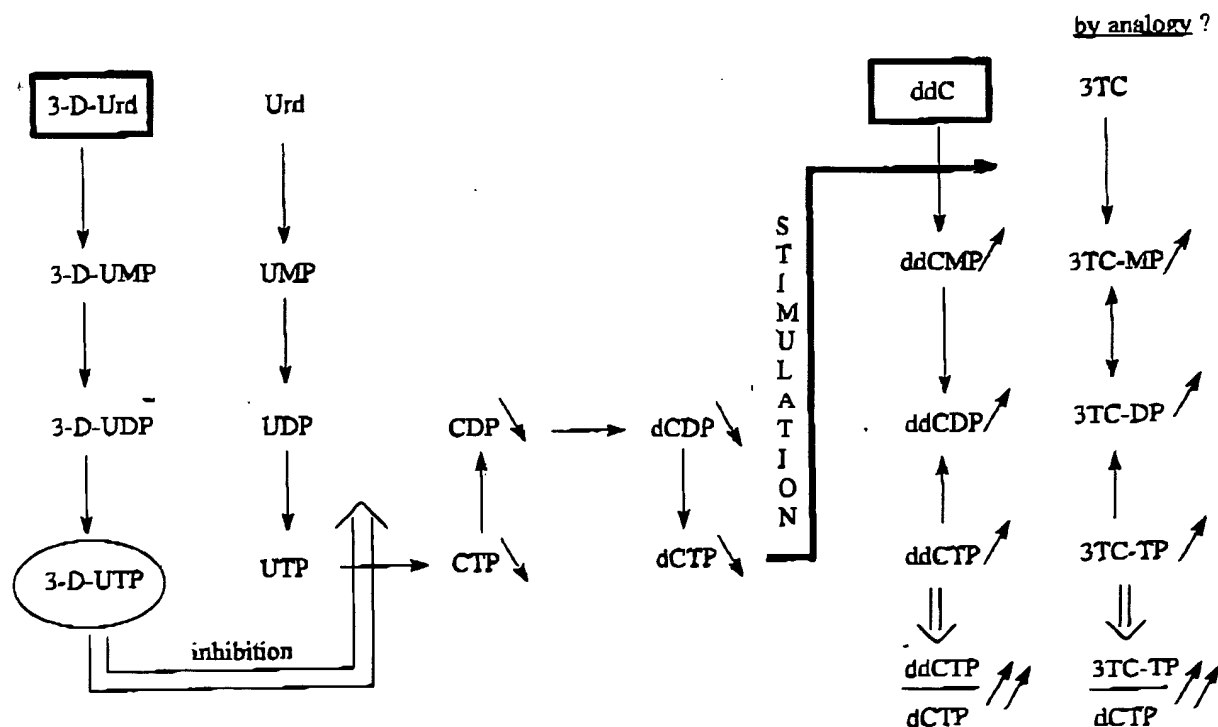 by analogy ?
3-D-Urd
Urd
ddC
3TC
3-D-UMP
UMP
ddCMP
3TC-MP
STIMULATION
3-D-UDP
UDP
CDP
dCDP
ddCDP
3TC-DP
3-D-UTP
UTP
CTP
dCTP
ddCTP
3TC-TP
inhibition
ddCTP
dCTP
3TC-TP
dCTP